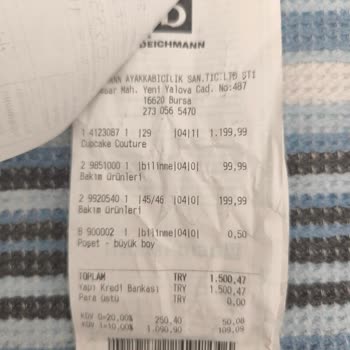 DEICHMANN
ANN AYAKKABICILIK SAN.TIC.LTD STI
sar Mah. Yeni Yalova Cad. No:487
16620 Bursa
273 056 5470
1 4123087 1 |29 |04|1| 1.199,99
Cupcake Couture
2 9851000 1 |bilinme|04|0| 99,99
Bakım ürünleri
2 9920540 1 |45/46 |04|0| 199,99
Bakım ürünleri
8 900002 1 |bilinme|04|0| 0,50
Poşet - büyük boy
TOPLAM TRY 1.500,47
Yapı Kredi Bankası TRY 1.500,47
Para üstü TRY 0,00
KDV 0=20,00% 250,40 50,08
KDV 1=10,00% 1.090,90 109,09